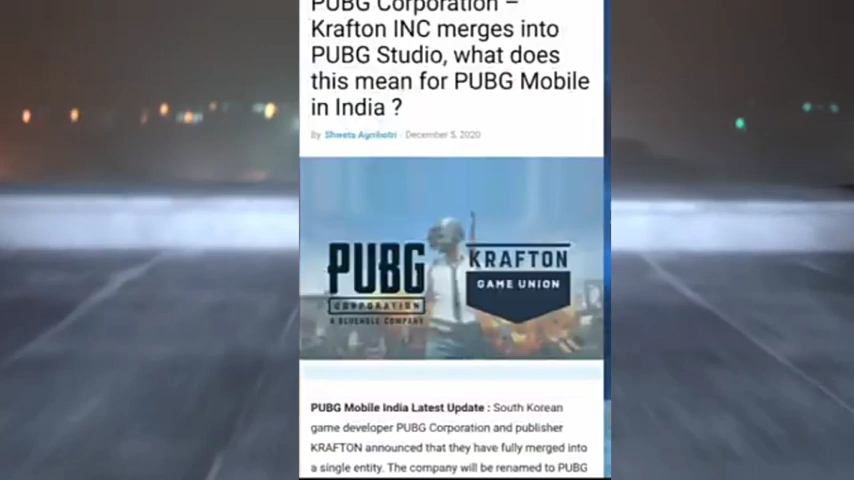 PUBG Corporation –
Krafton INC merges into
PUBG Studio, what does
this mean for PUBG Mobile
in India ?
By Shweta Agnihotri - December 5, 2020
PUBG
CORPORATION
A BLUEHOLE COMPANY
KRAFTON
GAME UNION
PUBG Mobile India Latest Update : South Korean
game developer PUBG Corporation and publisher
KRAFTON announced that they have fully merged into
a single entity. The company will be renamed to PUBG